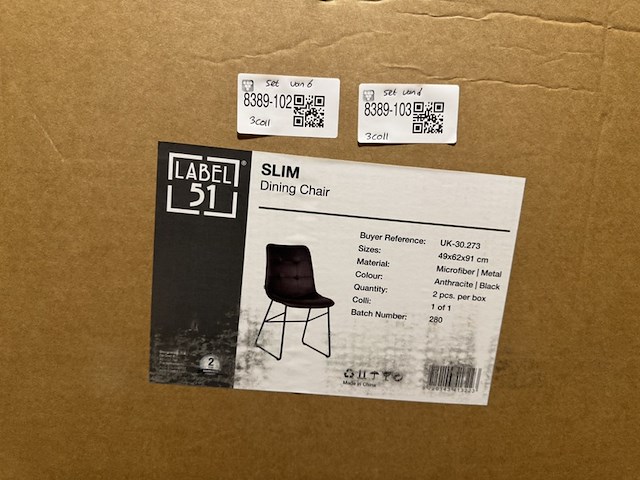 set van 6
8389-102
3coll
set van 6
8389-103
3coll
LABEL
51
®
SLIM
Dining Chair
Buyer Reference: UK-30.273
Sizes: 49x62x91 cm
Material: Microfiber | Metal
Colour: Anthracite | Black
Quantity: 2 pcs. per box
Colli: 1 of 1
Batch Number: 280
2
Made in China